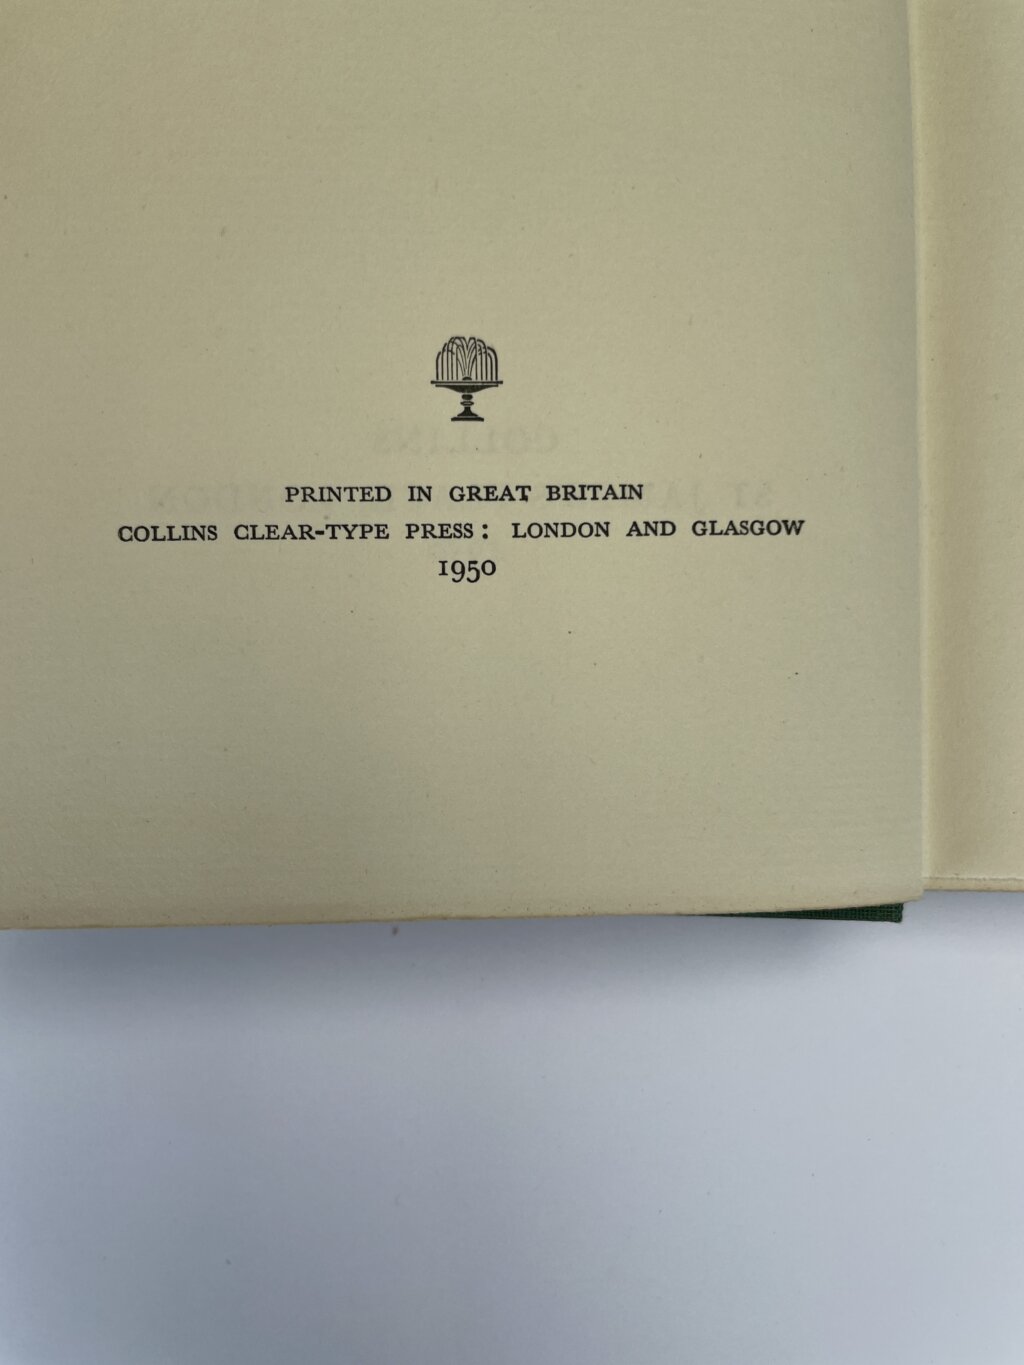 PRINTED IN GREAT BRITAIN
COLLINS CLEAR-TYPE PRESS: LONDON AND GLASGOW
1950